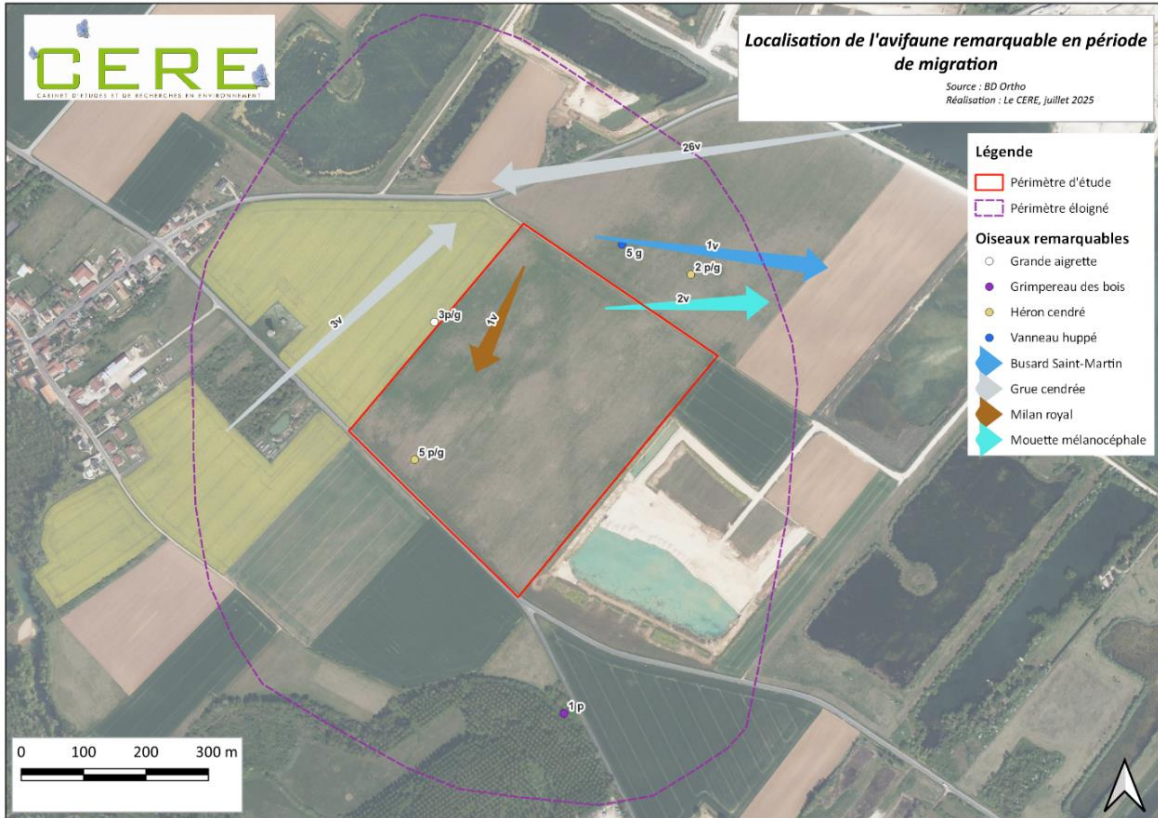 CERE
CABINET D'ÉTUDES ET DE RECHERCHES EN ENVIRONNEMENT
Localisation de l'avifaune remarquable en période
de migration
Source : BD Ortho
Réalisation : Le CERE, juillet 2025
Légende
Périmètre d'étude
Périmètre éloigné
Oiseaux remarquables
Grande aigrette
Grimpereau des bois
Héron cendré
Vanneau huppé
Busard Saint-Martin
Grue cendrée
Milan royal
Mouette mélanocéphale
26v
5 g
1v
2 p/g
2v
3v
3p/g
1v
5 p/g
1 p
0 100 200 300 m